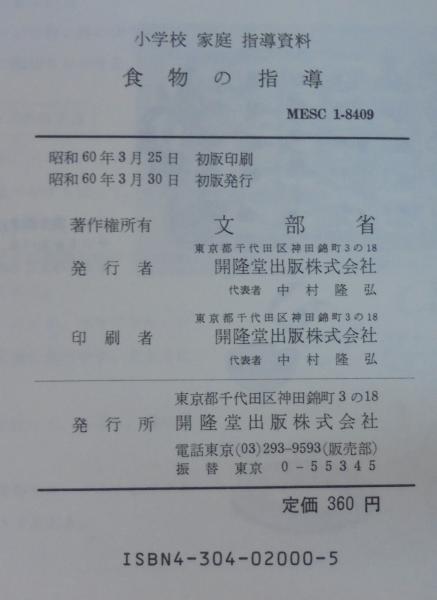 小学校 家庭 指導資料
食物の指導
MESC 1-8409
昭和60年3月25日 初版印刷
昭和60年3月30日 初版発行
著作権所有 文部省
東京都千代田区神田錦町3の18
発行者 開隆堂出版株式会社
代表者 中村隆弘
東京都千代田区神田錦町3の18
印刷者 開隆堂出版株式会社
代表者 中村隆弘
東京都千代田区神田錦町3の18
発行所 開隆堂出版株式会社
電話東京(03)293-9593(販売部)
振替 東京 0-55345
定価 360 円
ISBN4-304-02000-5